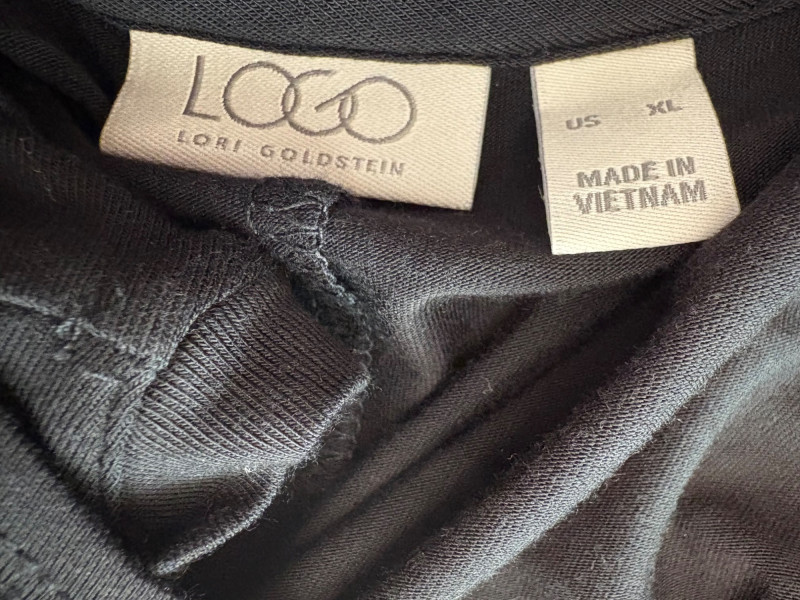 LOGO
LORI GOLDSTEIN
US XL
MADE IN
VIETNAM